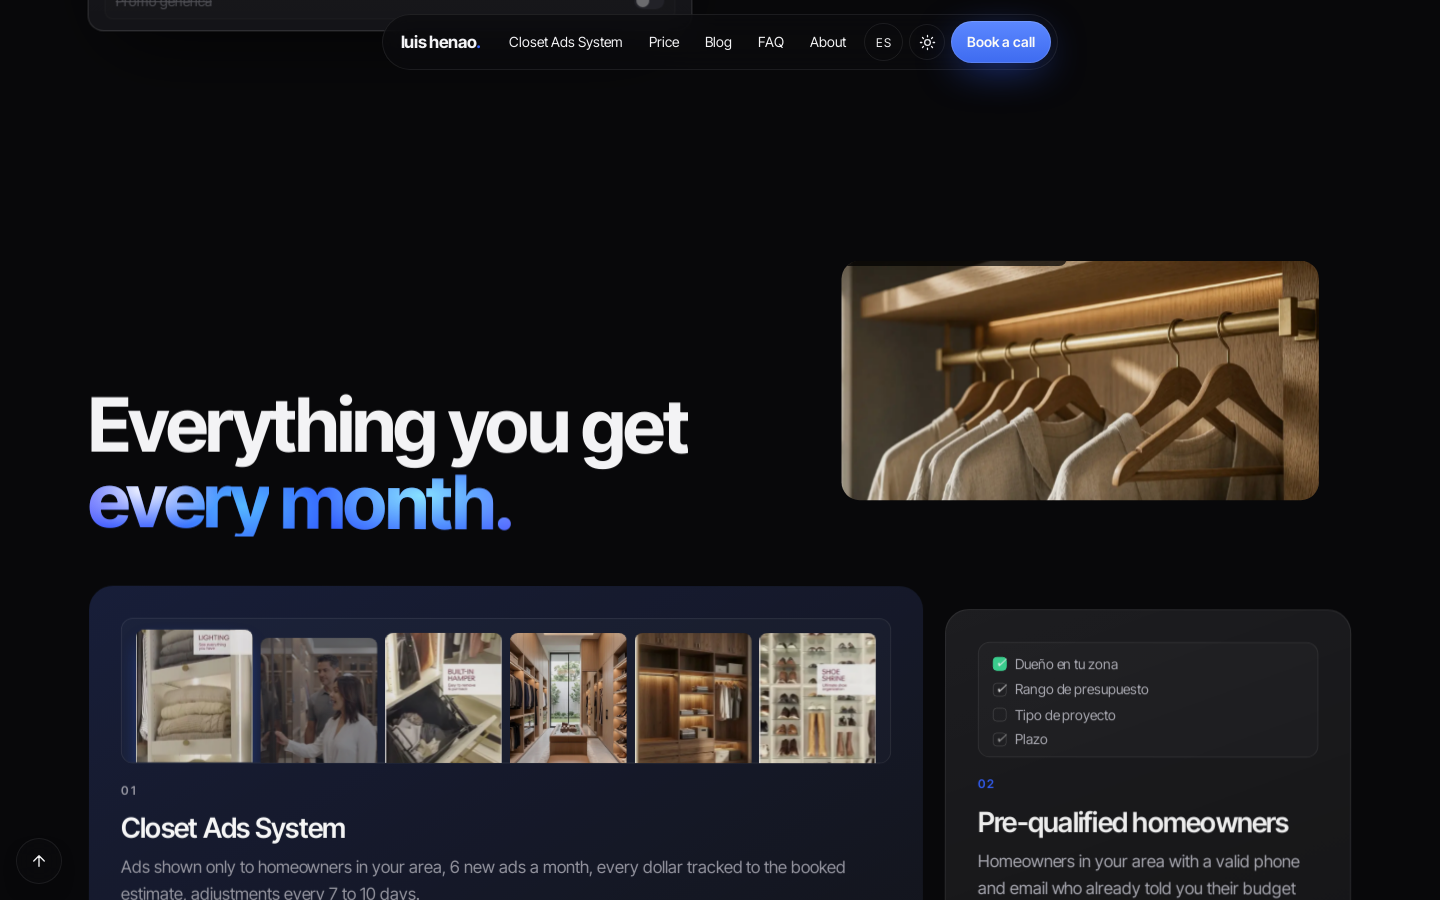 Promo genérica
luis henao.
Closet Ads System
Price
Blog
FAQ
About
ES
Book a call
Everything you get
every month.
LIGHTING
BUILT-IN
HAMPER
SHOE
SHRINE
01
Closet Ads System
Ads shown only to homeowners in your area, 6 new ads a month, every dollar tracked to the booked
estimate, adjustments every 7 to 10 days.
Dueño en tu zona
Rango de presupuesto
Tipo de proyecto
Plazo
02
Pre-qualified homeowners
Homeowners in your area with a valid phone
and email who already told you their budget